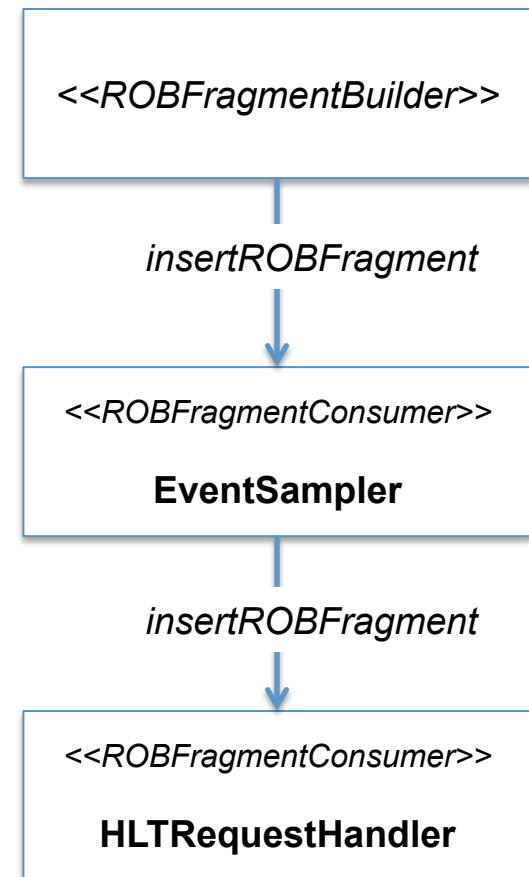 <<ROBFragmentBuilder>>
insertROBFragment
<<ROBFragmentConsumer>>
EventSampler
insertROBFragment
<<ROBFragmentConsumer>>
HLTRequestHandler